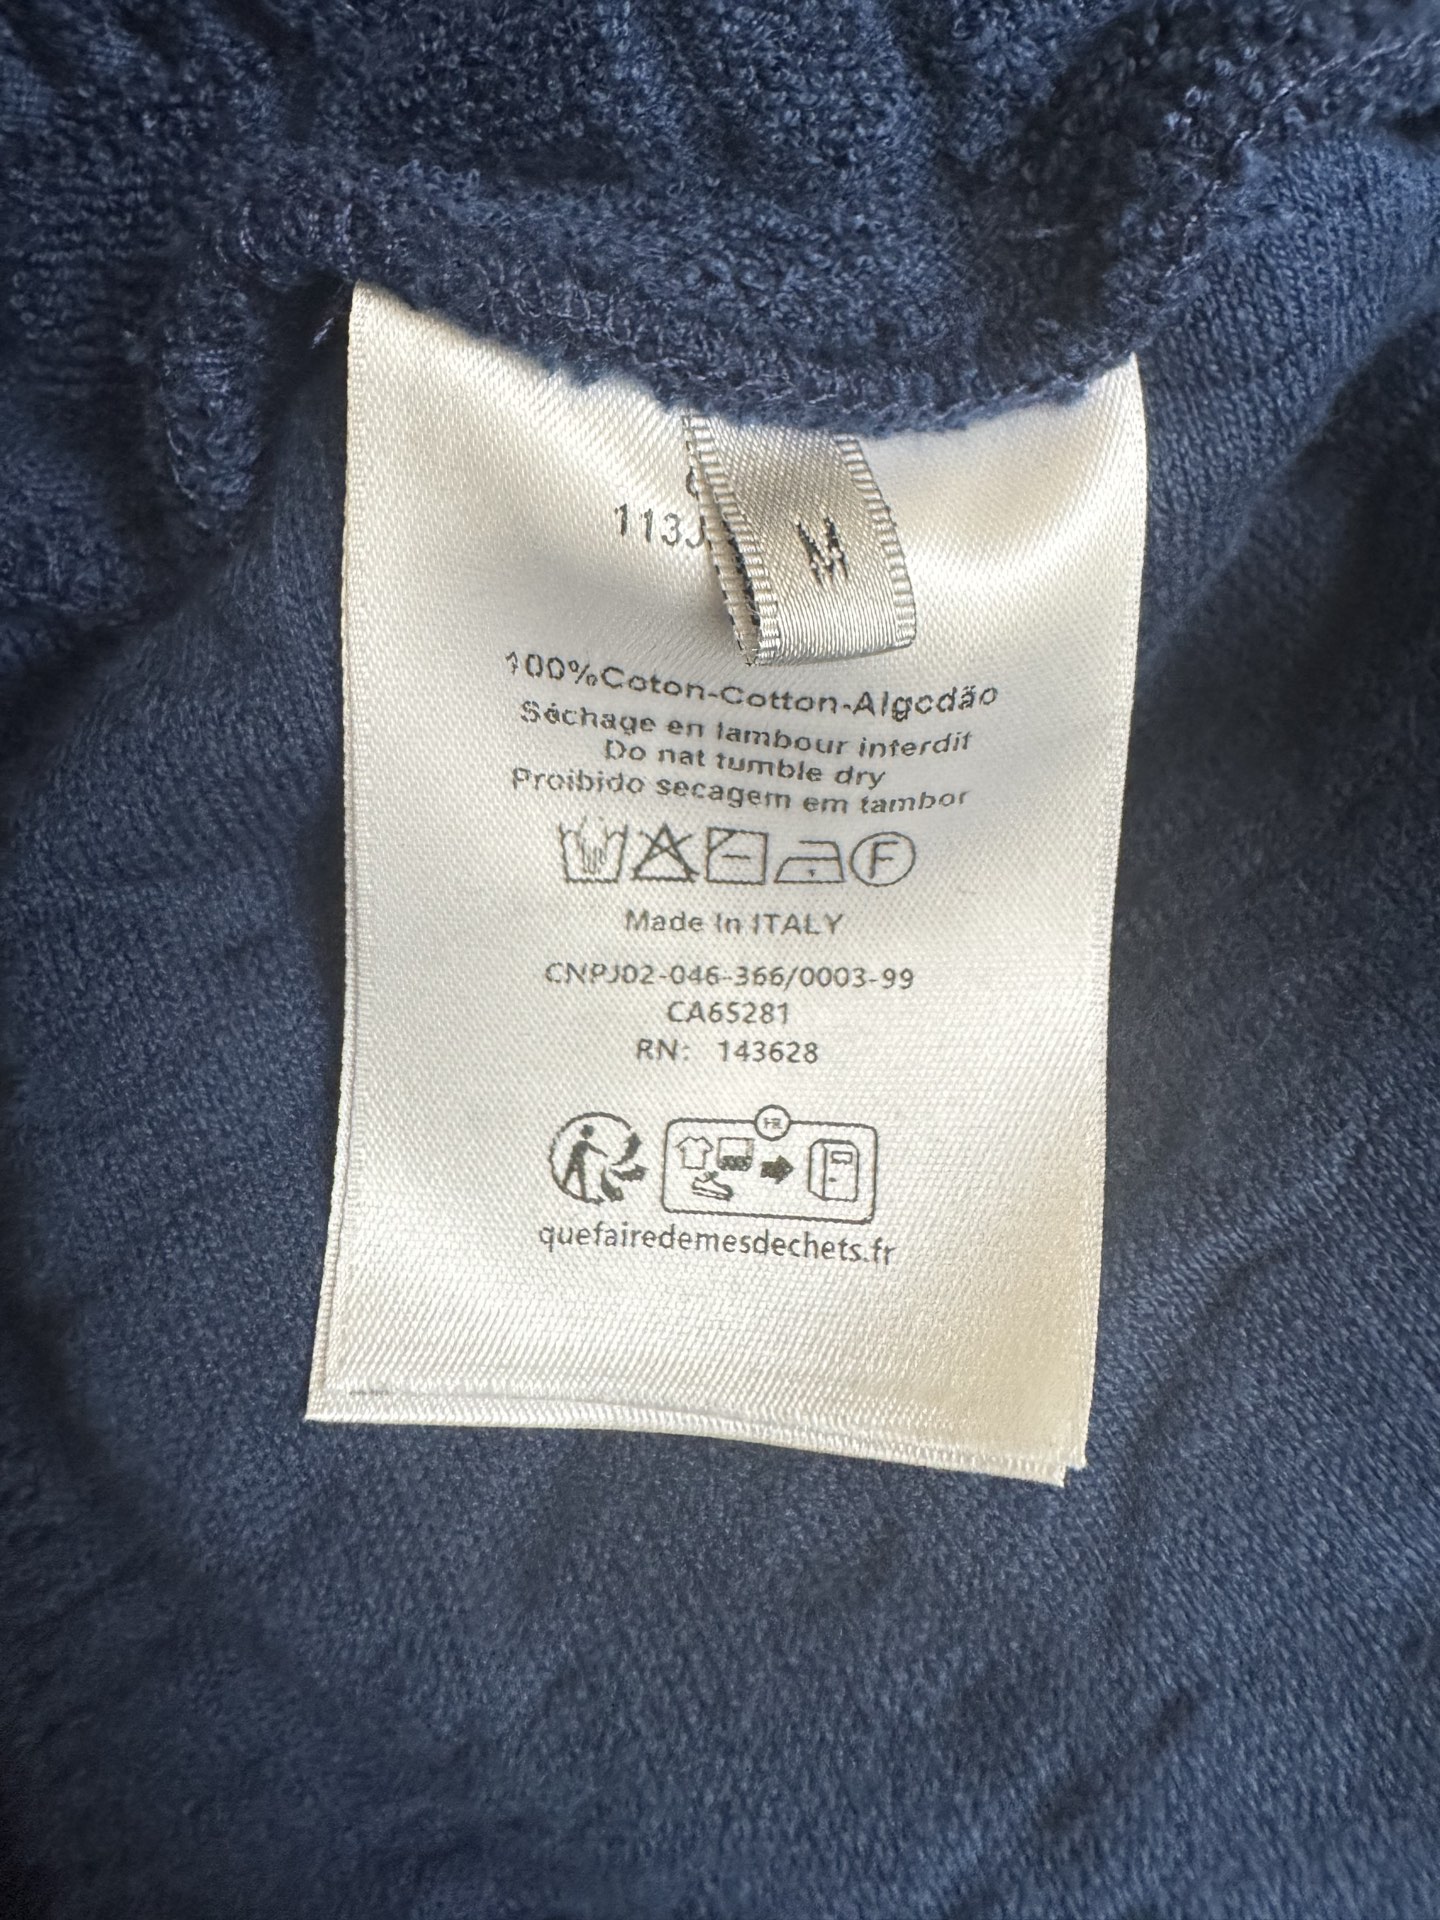 M
100%Coton-Cotton-Algodão
Séchage en tambour interdit
Do nat tumble dry
Proibido secagem em tambor
F
Made In ITALY
CNPJ02-046-366/0003-99
CA65281
RN: 143628
FR
quefairedemesdechets.fr